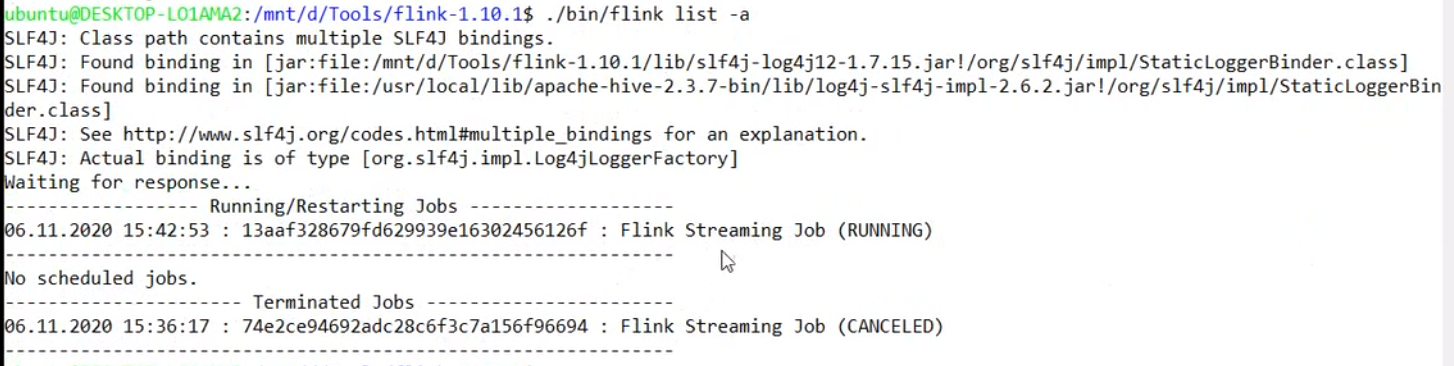 ubuntu@DESKTOP-LO1AMA2:/mnt/d/Tools/flink-1.10.1$ ./bin/flink list -a
SLF4J: Class path contains multiple SLF4J bindings.
SLF4J: Found binding in [jar:file:/mnt/d/Tools/flink-1.10.1/lib/slf4j-log4j12-1.7.15.jar!/org/slf4j/impl/StaticLoggerBinder.class]
SLF4J: Found binding in [jar:file:/usr/local/lib/apache-hive-2.3.7-bin/lib/log4j-slf4j-impl-2.6.2.jar!/org/slf4j/impl/StaticLoggerBin
der.class]
SLF4J: See http://www.slf4j.org/codes.html#multiple_bindings for an explanation.
SLF4J: Actual binding is of type [org.slf4j.impl.Log4jLoggerFactory]
Waiting for response...
------------------ Running/Restarting Jobs -------------------
06.11.2020 15:42:53 : 13aaf328679fd629939e16302456126f : Flink Streaming Job (RUNNING)
--------------------------------------------------------------
No scheduled jobs.
---------------------- Terminated Jobs -----------------------
06.11.2020 15:36:17 : 74e2ce94692adc28c6f3c7a156f96694 : Flink Streaming Job (CANCELED)
--------------------------------------------------------------